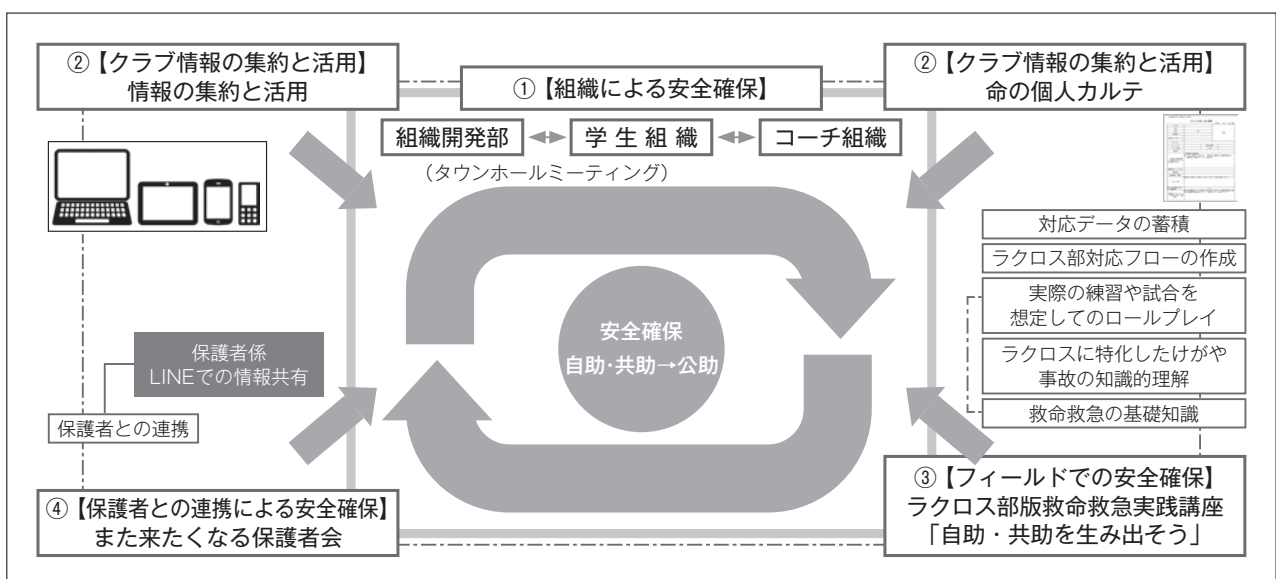 ②【クラブ情報の集約と活用】
情報の集約と活用
①【組織による安全確保】
②【クラブ情報の集約と活用】
命の個人カルテ
組織開発部
学生組織
コーチ組織
（タウンホールミーティング）
対応データの蓄積
ラクロス部対応フローの作成
実際の練習や試合を
想定してのロールプレイ
ラクロスに特化したけがや
事故の知識的理解
救命救急の基礎知識
安全確保
自助・共助→公助
保護者係
LINEでの情報共有
保護者との連携
④【保護者との連携による安全確保】
また来たくなる保護者会
③【フィールドでの安全確保】
ラクロス部版救命救急実践講座
「自助・共助を生み出そう」